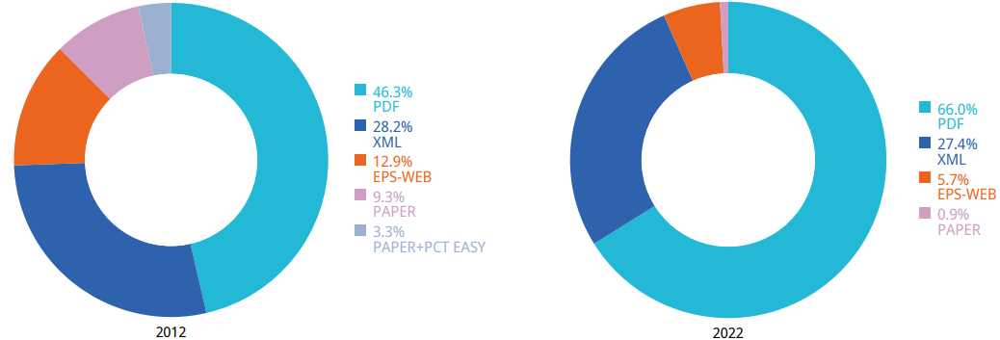 46.3%
PDF
28.2%
XML
12.9%
EPS-WEB
9.3%
PAPER
3.3%
PAPER+PCT EASY
2012
66.0%
PDF
27.4%
XML
5.7%
EPS-WEB
0.9%
PAPER
2022